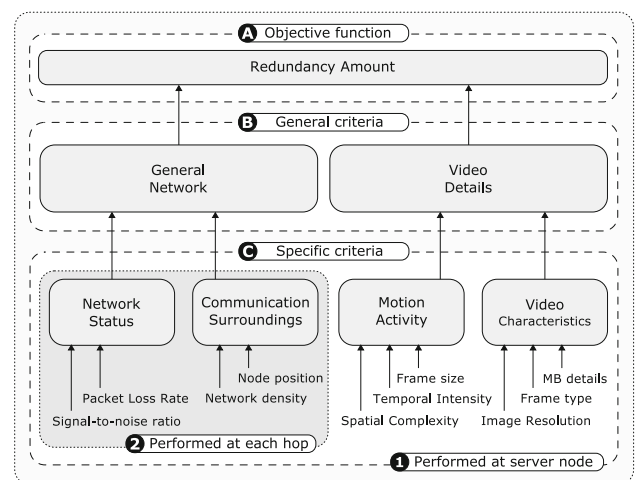 A Objective function
Redundancy Amount
B General criteria
General
Network
Video
Details
C Specific criteria
Network
Status
Communication
Surroundings
Motion
Activity
Video
Characteristics
Packet Loss Rate
Signal-to-noise ratio
Node position
Network density
Frame size
Temporal Intensity
Spatial Complexity
MB details
Frame type
Image Resolution
2 Performed at each hop
1 Performed at server node